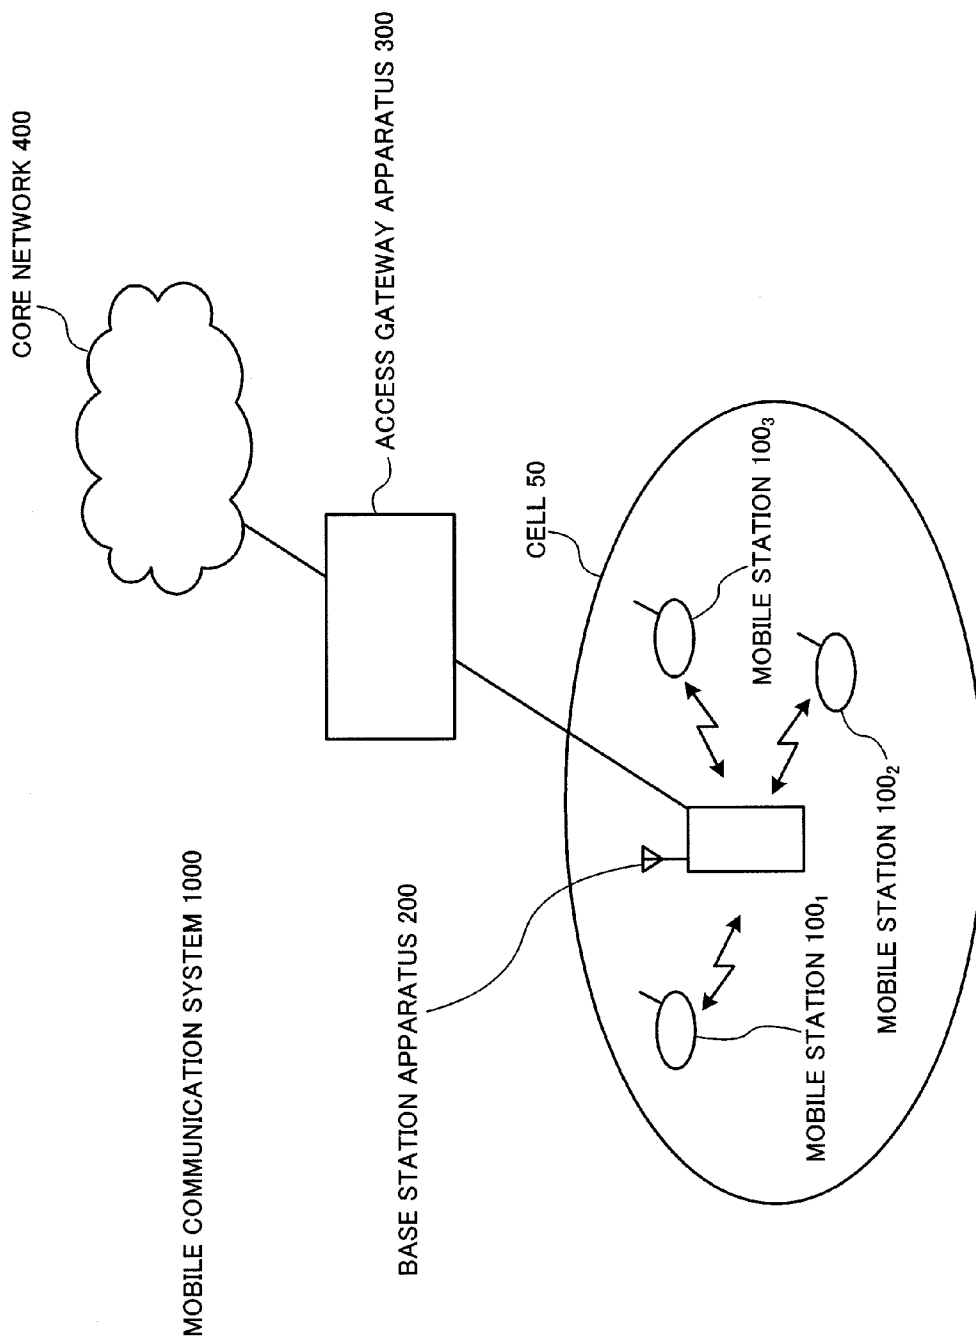 MOBILE COMMUNICATION SYSTEM 1000
CORE NETWORK 400
ACCESS GATEWAY APPARATUS 300
BASE STATION APPARATUS 200
CELL 50
MOBILE STATION 100₃
MOBILE STATION 100₁
MOBILE STATION 100₂